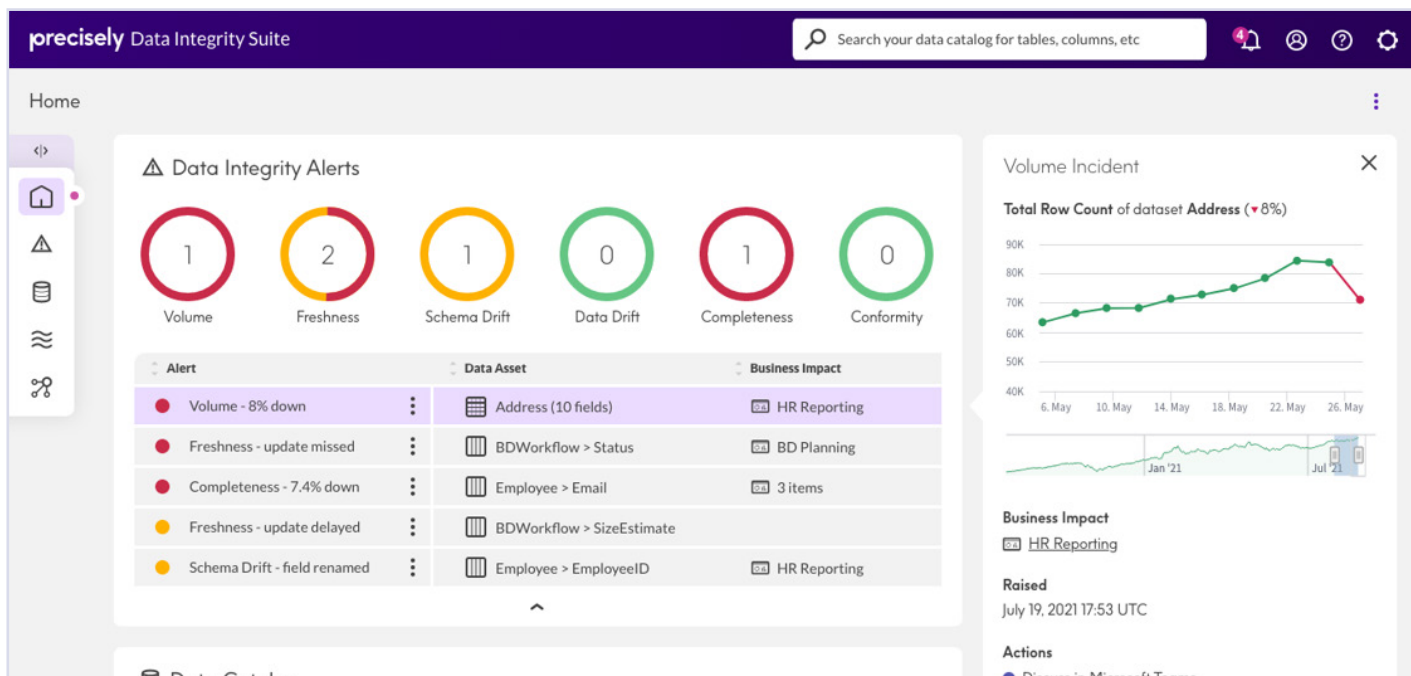 precisely Data Integrity Suite
Search your data catalog for tables, columns, etc
4
Home
Data Integrity Alerts
1
2
1
0
1
0
Volume
Freshness
Schema Drift
Data Drift
Completeness
Conformity
Alert
Data Asset
Business Impact
Volume - 8% down
Address (10 fields)
HR Reporting
Freshness - update missed
BDWorkflow > Status
BD Planning
Completeness - 7.4% down
Employee > Email
3 items
Freshness - update delayed
BDWorkflow > SizeEstimate
Schema Drift - field renamed
Employee > EmployeeID
HR Reporting
Volume Incident
Total Row Count of dataset Address (▼8%)
90K
80K
70K
60K
50K
40K
6. May
10. May
14. May
18. May
22. May
26. May
Jan '21
Jul '21
Business Impact
HR Reporting
Raised
July 19, 2021 17:53 UTC
Actions